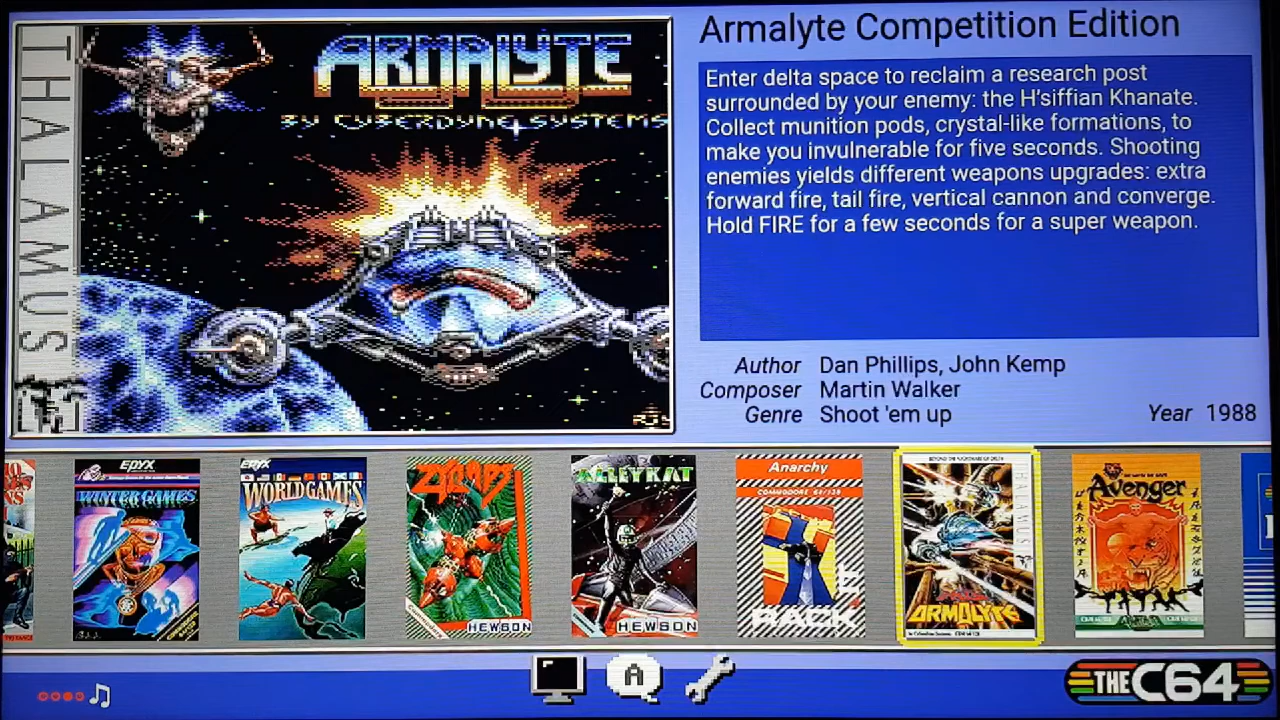 THALAMUS
ARMALYTE
BY CYBERDYNE SYSTEMS
Armalyte Competition Edition
Enter delta space to reclaim a research post
surrounded by your enemy: the H'siffian Khanate.
Collect munition pods, crystal-like formations, to
make you invulnerable for five seconds. Shooting
enemies yields different weapons upgrades: extra
forward fire, tail fire, vertical cannon and converge.
Hold FIRE for a few seconds for a super weapon.
Author Dan Phillips, John Kemp
Composer Martin Walker
Genre Shoot 'em up
Year 1988
EPYX
WINTER GAMES
EPYX
WORLD GAMES
ZYNAPS
HEWSON
ALLEYKAT
HEWSON
Anarchy
COMMODORE 64/128
RACK
IT
THALAMUS
ARMALYTE
Avenger
A
THEC64